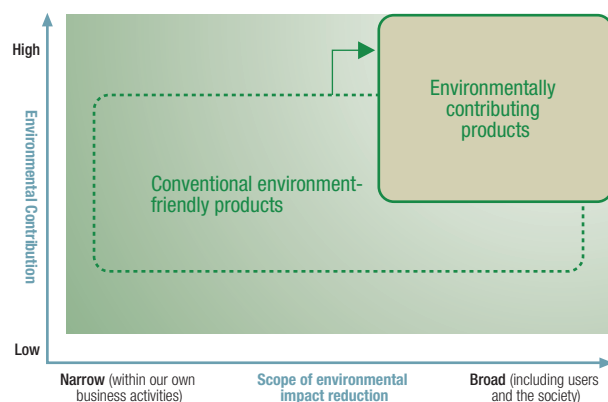 High
Environmental Contribution
Environmentally
contributing
products
Conventional environment-
friendly products
Low
Narrow (within our own
business activities)
Scope of environmental
impact reduction
Broad (including users
and the society)